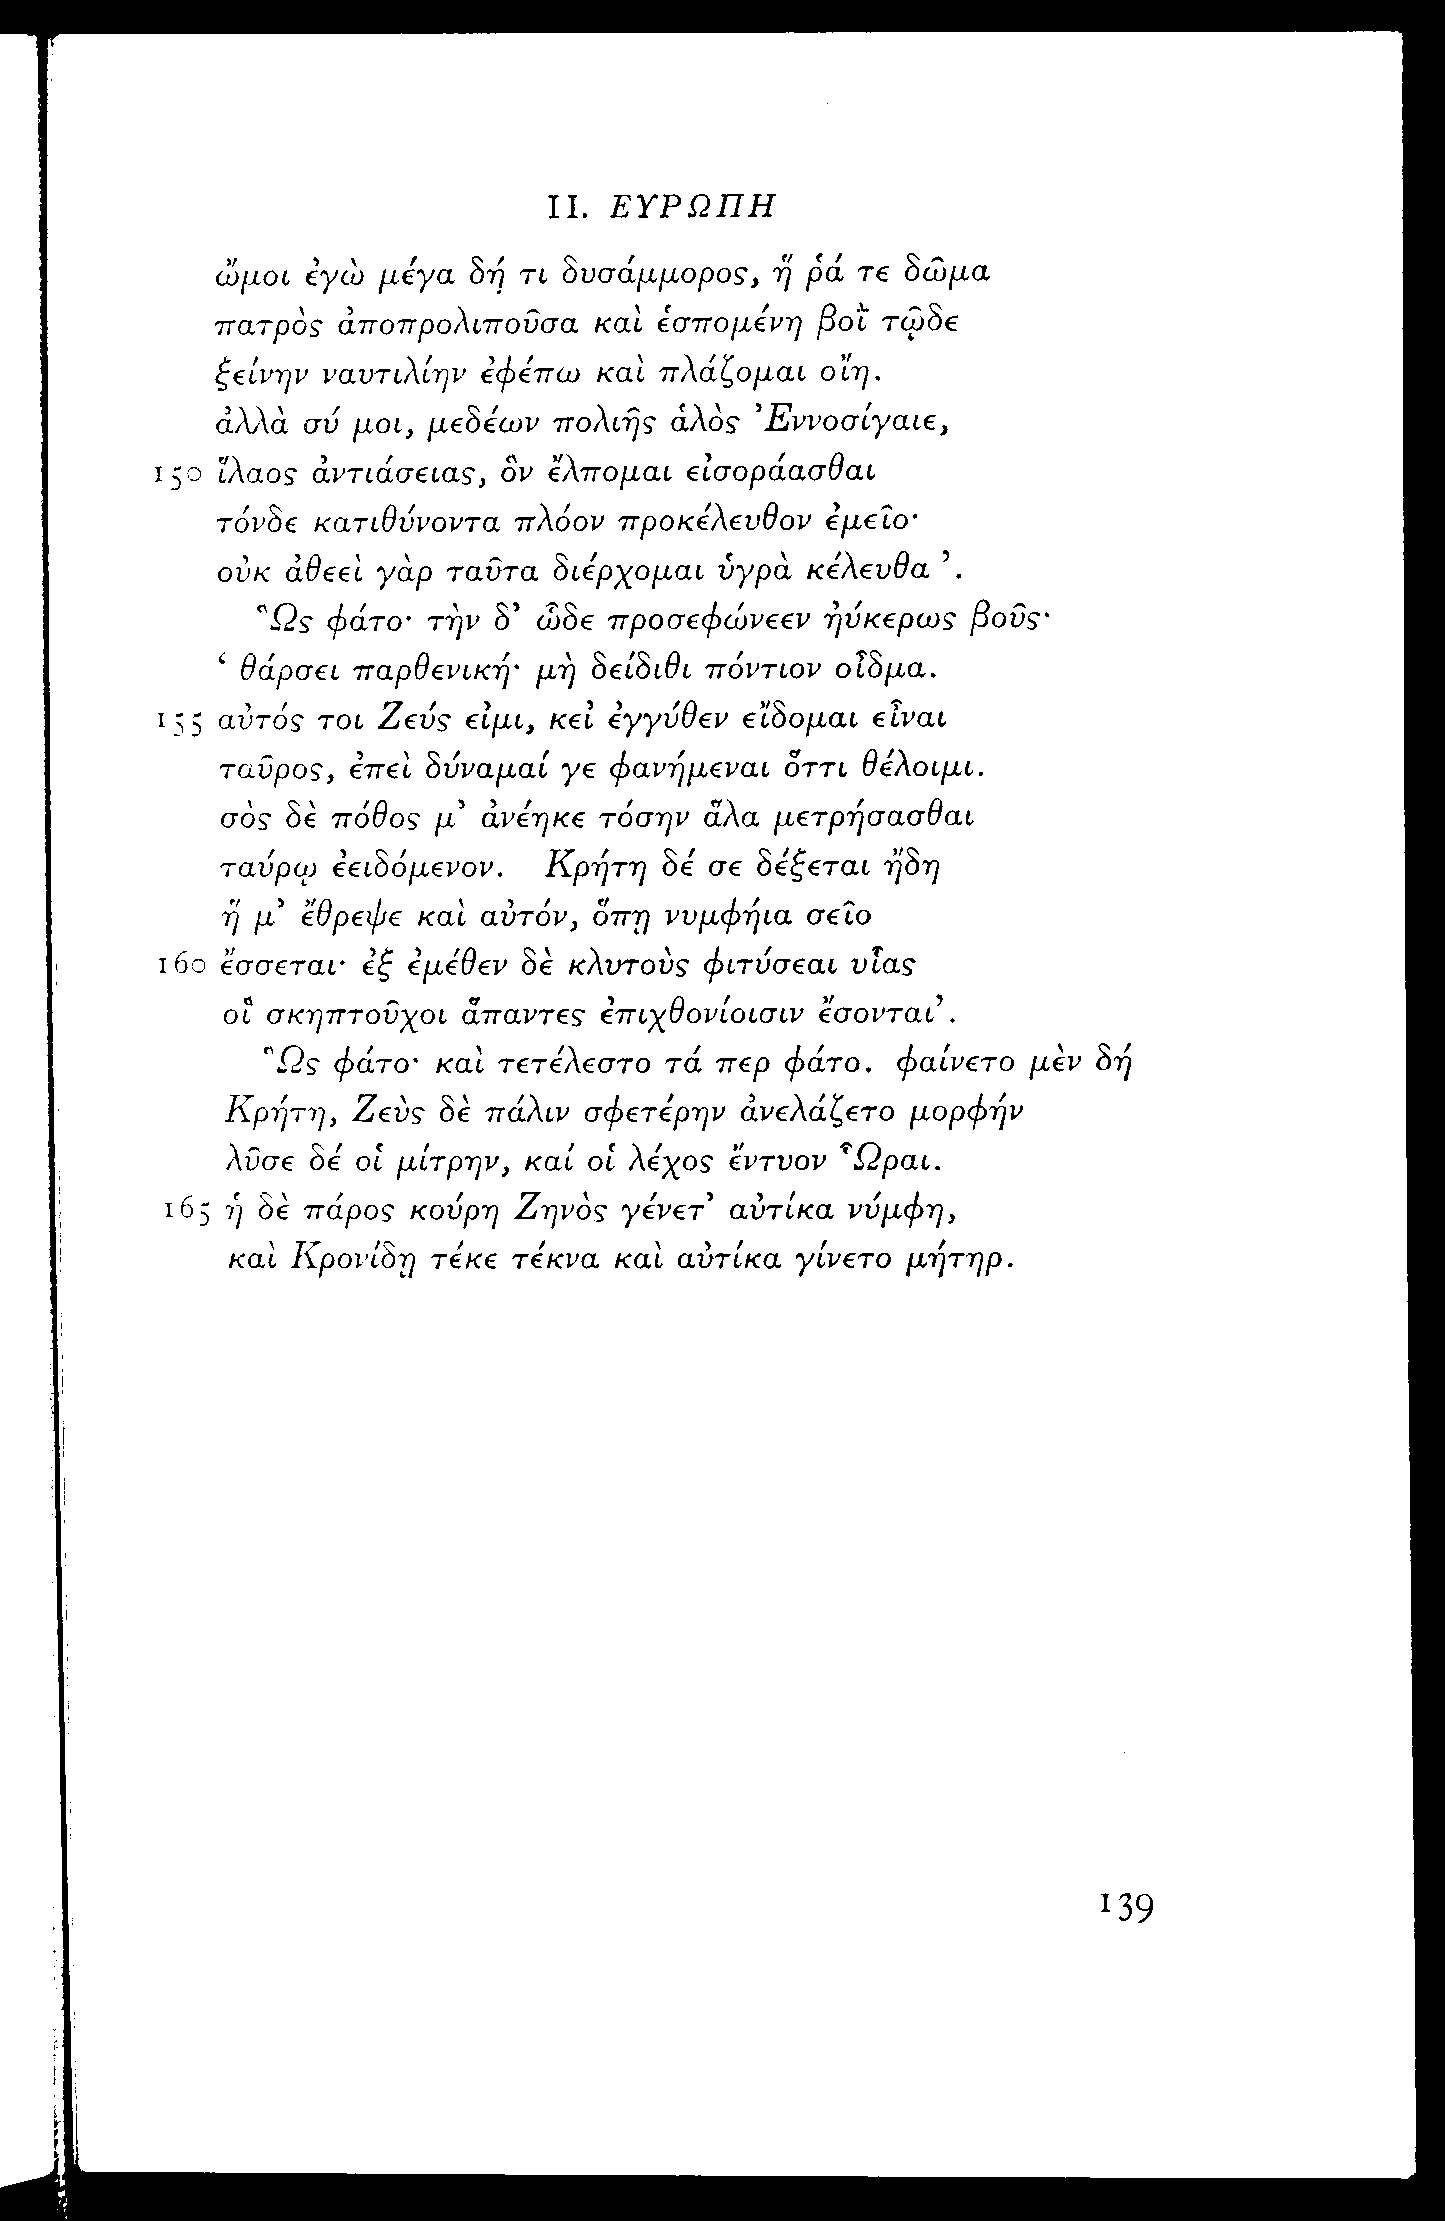 II. ΕΥΡΩΠΗ
ὤμοι ἐγὼ μέγα δή τι δυσάμμορος, ἥ ῥά τε δῶμα
πατρὸς ἀποπρολιποῦσα καὶ ἑσπομένη βοῒ τῷδε
ξείνην ναυτιλίην ἐφέπω καὶ πλάζομαι οἴη.
ἀλλὰ σύ μοι, μεδέων πολιῆς ἁλὸς Ἐννοσίγαιε,
150 ἵλαος ἀντιάσειας, ὃν ἔλπομαι εἰσοράασθαι
τόνδε κατιθύνοντα πλόον προκέλευθον ἐμεῖο·
οὐκ ἀθεεὶ γὰρ ταῦτα διέρχομαι ὑγρὰ κέλευθα ’.
Ὣς φάτο· τὴν δ’ ὧδε προσεφώνεεν ἠύκερως βοῦς·
‘ θάρσει παρθενική· μὴ δείδιθι πόντιον οἶδμα.
155 αὐτός τοι Ζεύς εἰμι, κεἰ ἐγγύθεν εἴδομαι εἶναι
ταῦρος, ἐπεὶ δύναμαί γε φανήμεναι ὅττι θέλοιμι.
σὸς δὲ πόθος μ’ ἀνέηκε τόσην ἅλα μετρήσασθαι
ταύρῳ ἐειδόμενον. Κρήτη δέ σε δέξεται ἤδη
ἥ μ’ ἔθρεψε καὶ αὐτόν, ὅπῃ νυμφήια σεῖο
160 ἔσσεται· ἐξ ἐμέθεν δὲ κλυτοὺς φιτύσεαι υἷας
οἳ σκηπτοῦχοι ἅπαντες ἐπιχθονίοισιν ἔσονται’.
Ὣς φάτο· καὶ τετέλεστο τά περ φάτο. φαίνετο μὲν δή
Κρήτη, Ζεὺς δὲ πάλιν σφετέρην ἀνελάζετο μορφήν
λῦσε δέ οἱ μίτρην, καί οἱ λέχος ἔντυον Ὧραι.
165 ἡ δὲ πάρος κούρη Ζηνὸς γένετ’ αὐτίκα νύμφη,
καὶ Κρονίδῃ τέκε τέκνα καὶ αὐτίκα γίνετο μήτηρ.
139